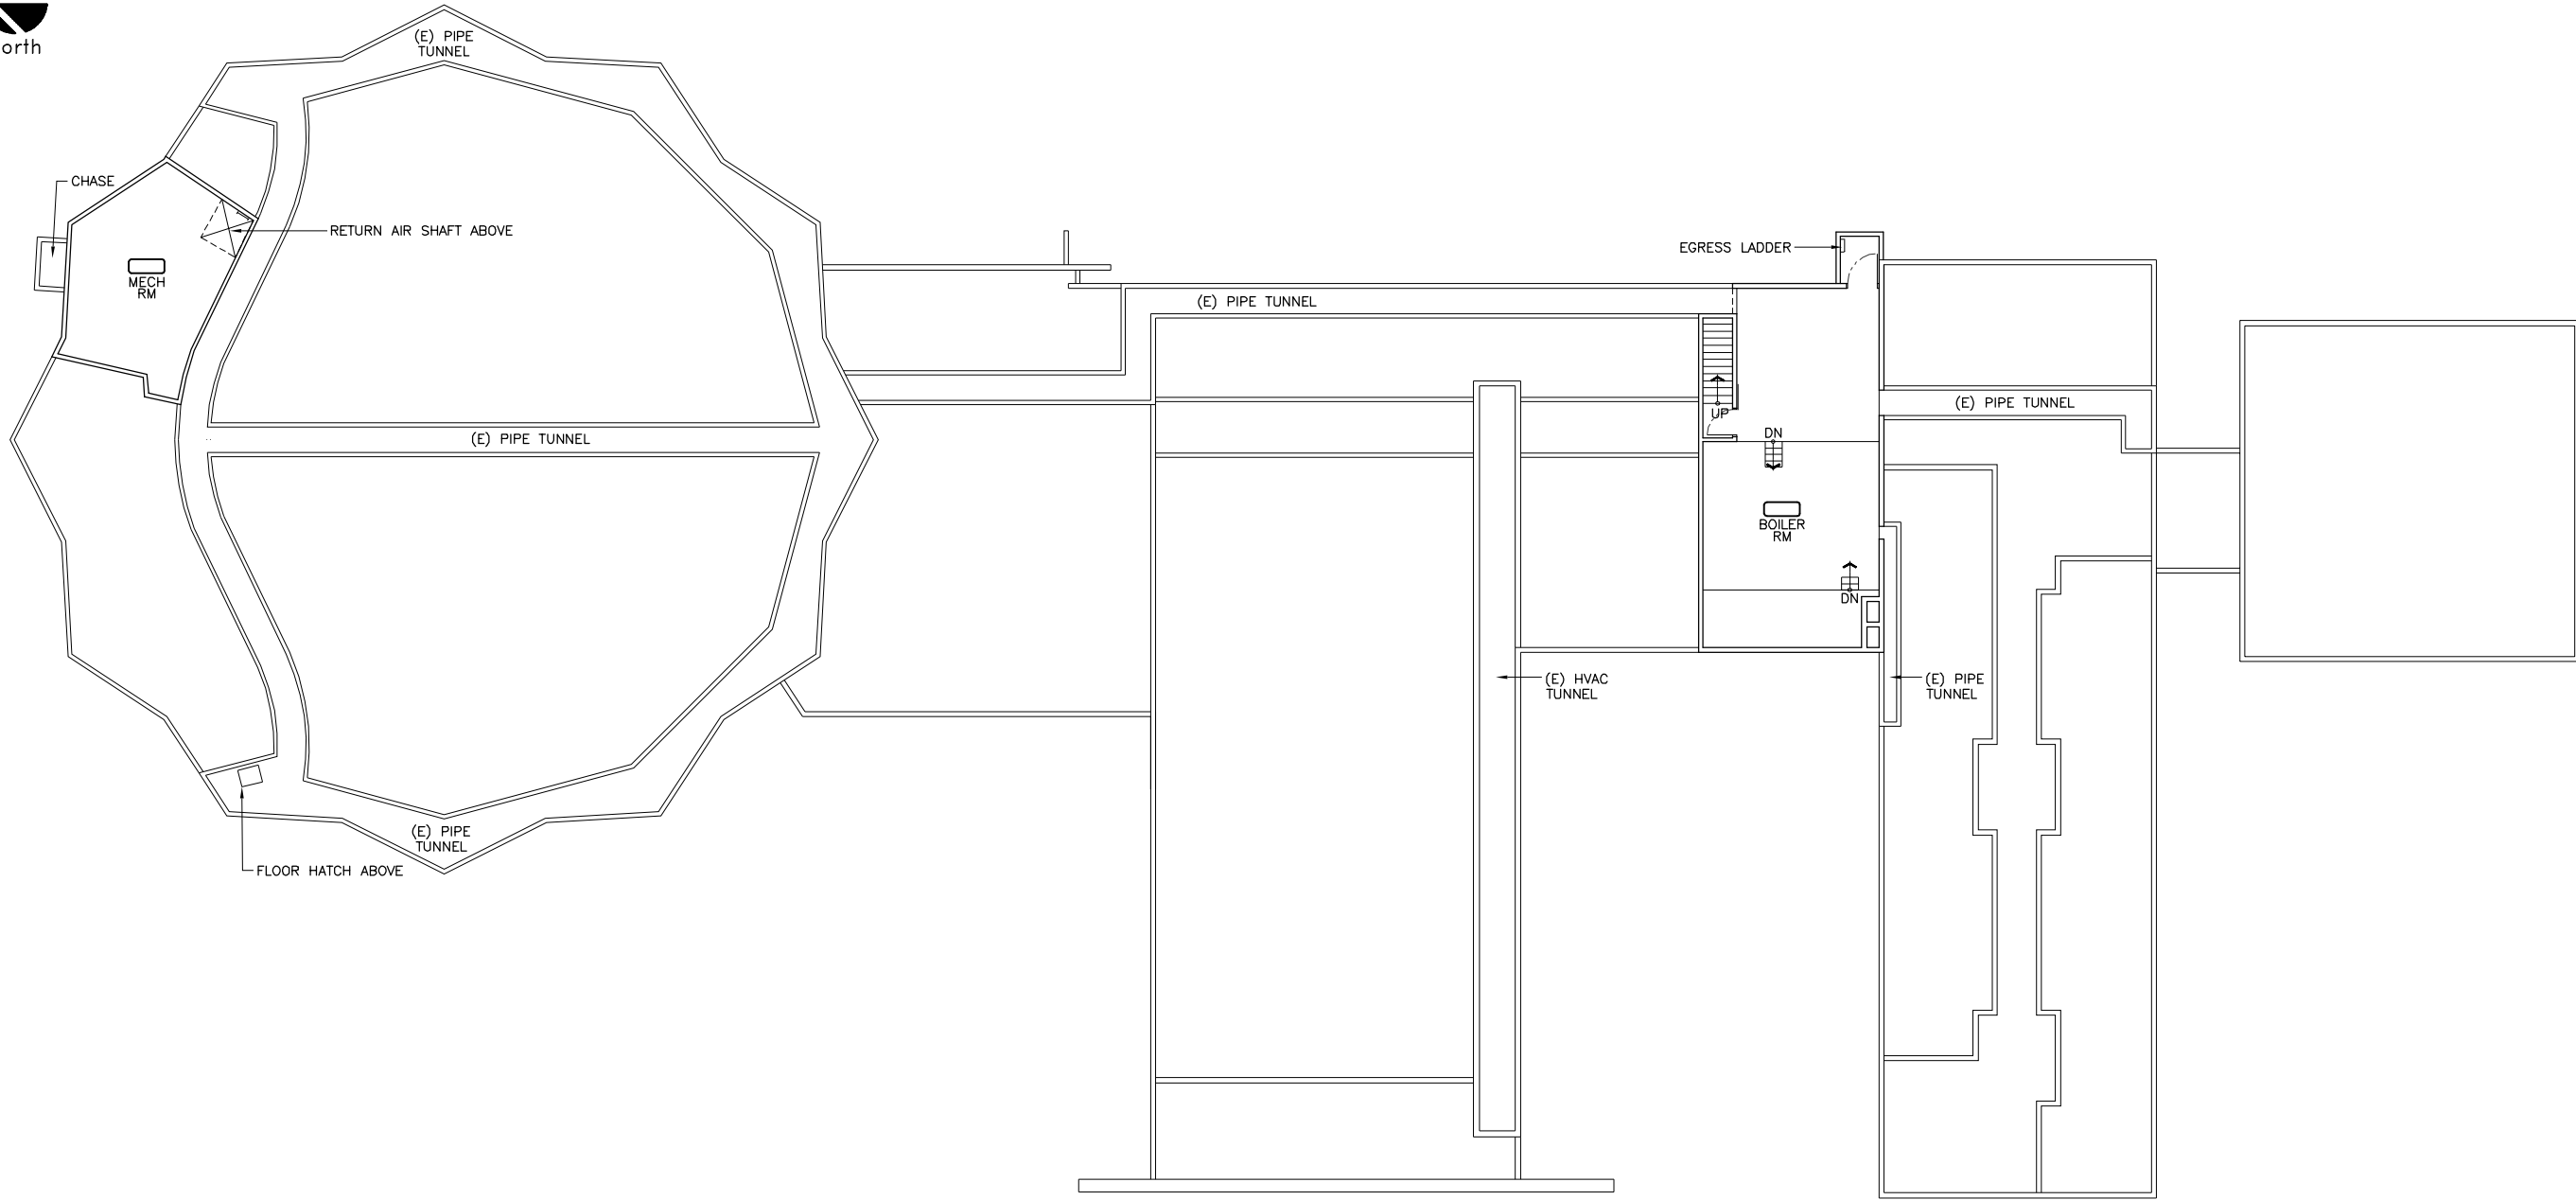 orth
(E) PIPE
TUNNEL
CHASE
RETURN AIR SHAFT ABOVE
EGRESS LADDER
MECH
RM
(E) PIPE TUNNEL
(E) PIPE TUNNEL
UP
DN
(E) PIPE TUNNEL
BOILER
RM
DN
(E) HVAC
TUNNEL
(E) PIPE
TUNNEL
(E) PIPE
TUNNEL
FLOOR HATCH ABOVE